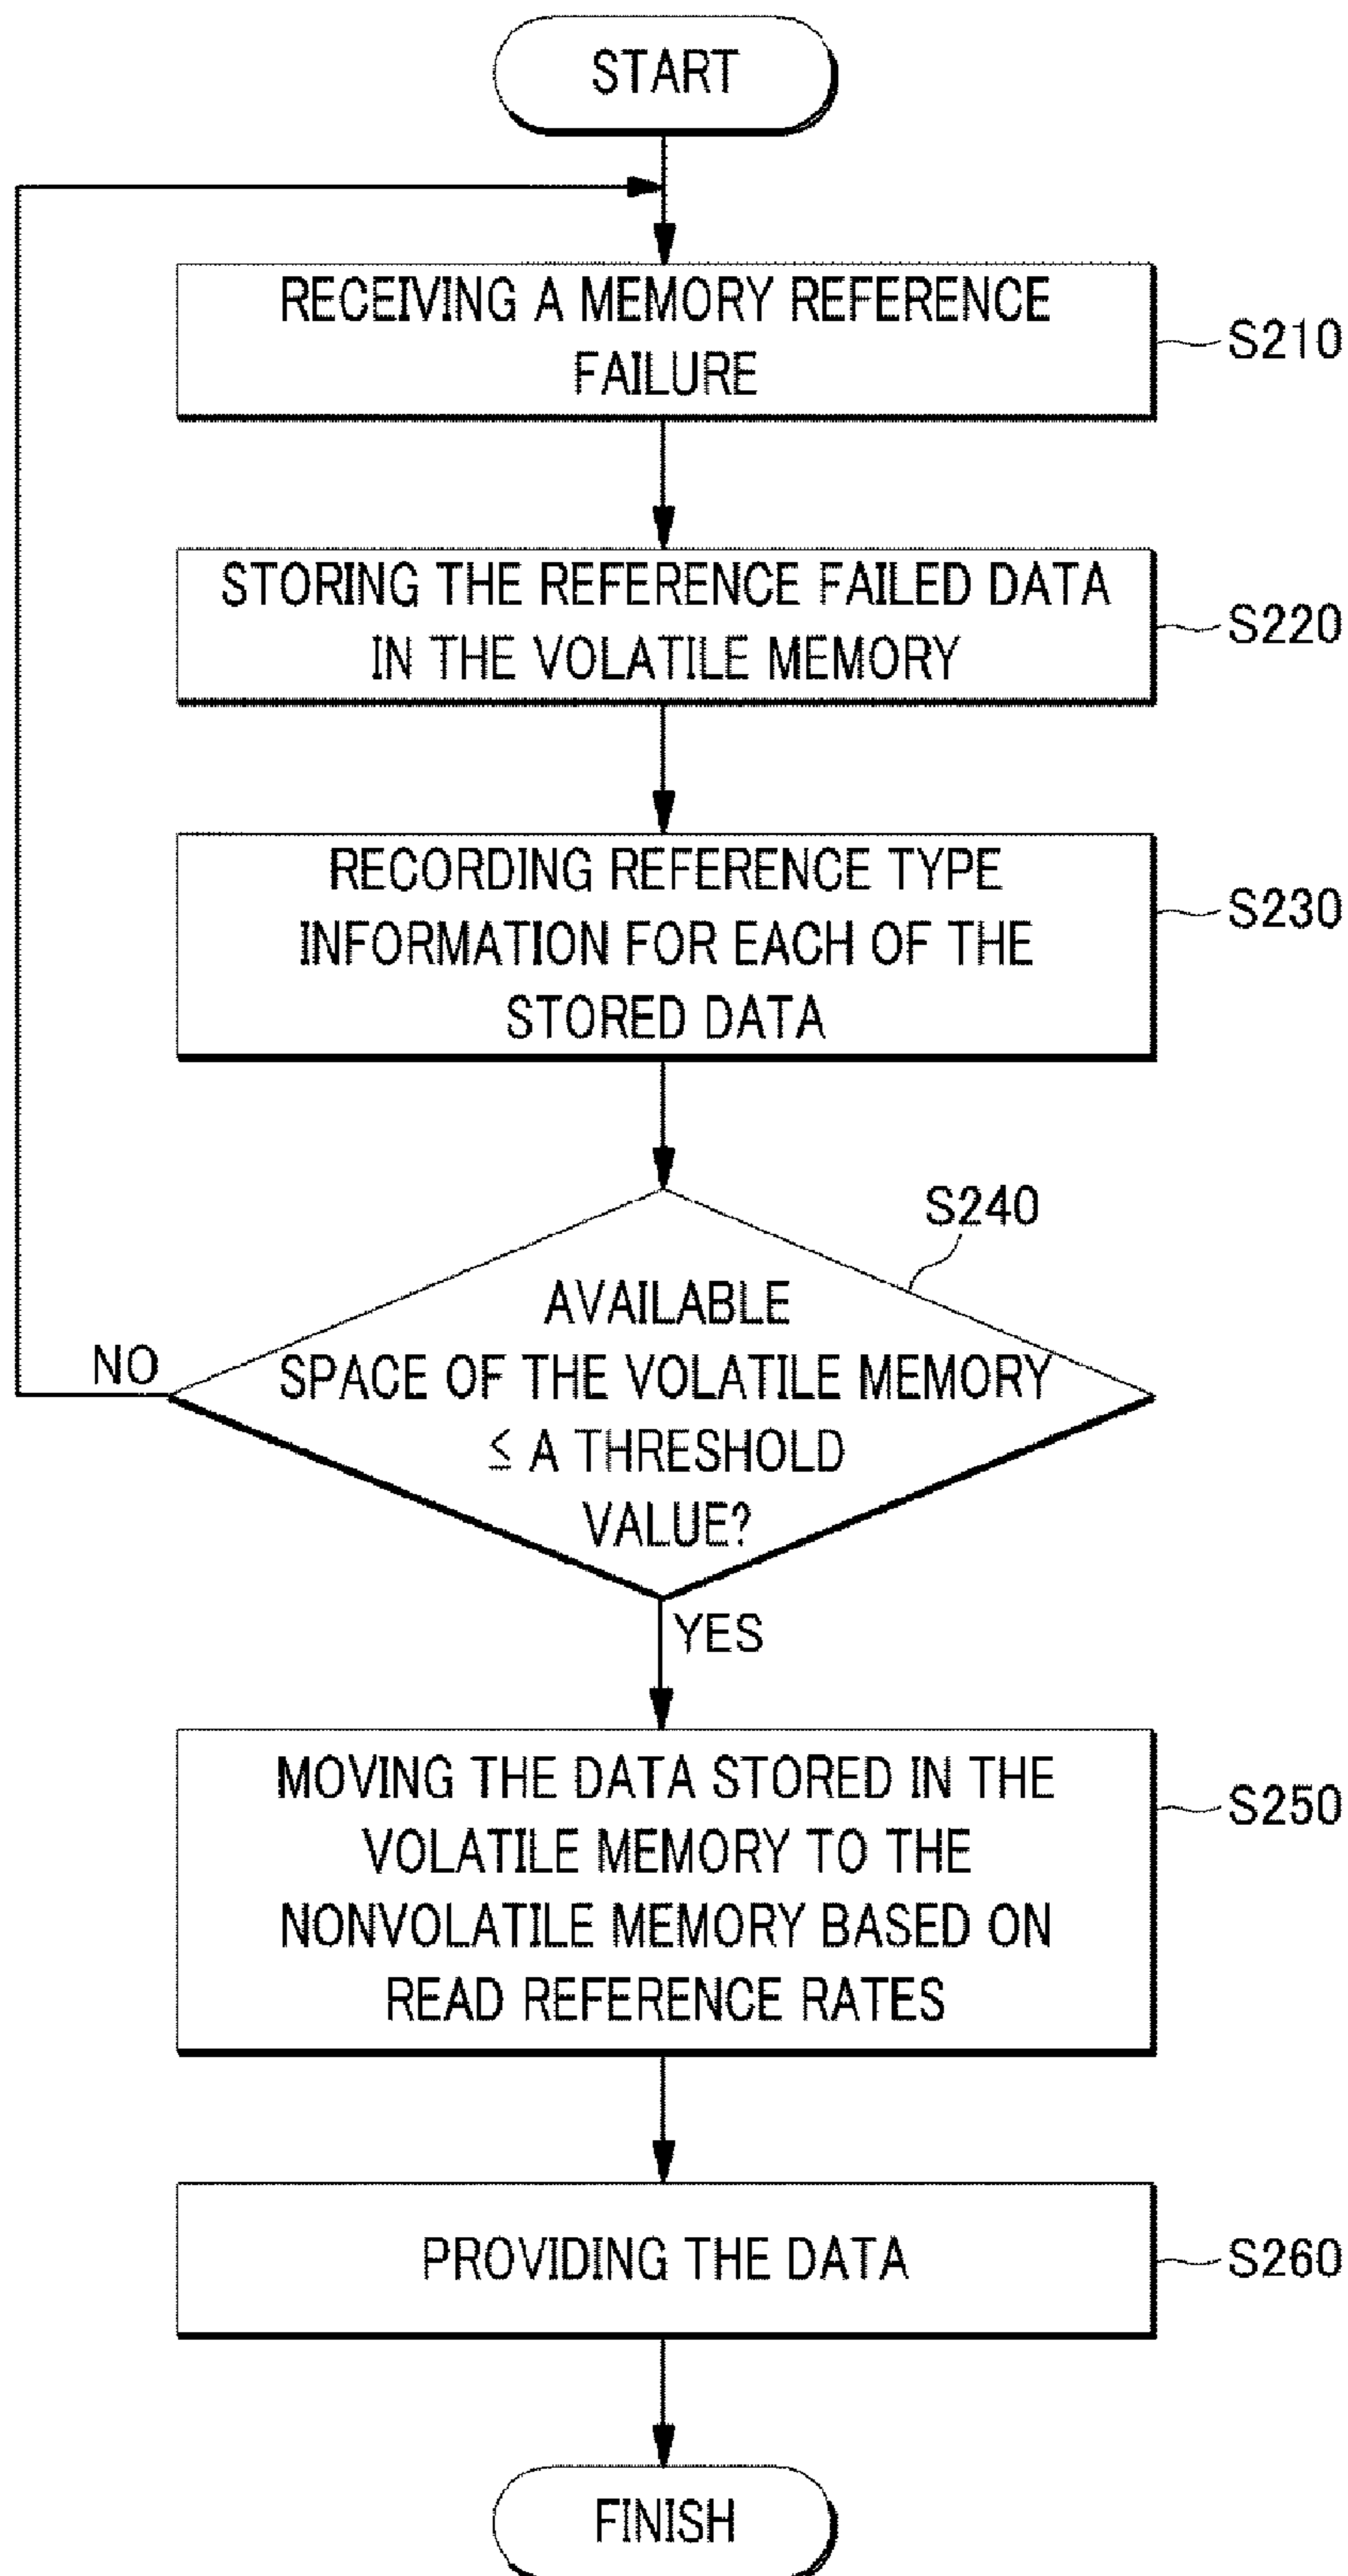 START
RECEIVING A MEMORY REFERENCE
FAILURE
S210
STORING THE REFERENCE FAILED DATA
IN THE VOLATILE MEMORY
S220
RECORDING REFERENCE TYPE
INFORMATION FOR EACH OF THE
STORED DATA
S230
S240
AVAILABLE
SPACE OF THE VOLATILE MEMORY
≤ A THRESHOLD
VALUE?
NO
YES
MOVING THE DATA STORED IN THE
VOLATILE MEMORY TO THE
NONVOLATILE MEMORY BASED ON
READ REFERENCE RATES
S250
PROVIDING THE DATA
S260
FINISH